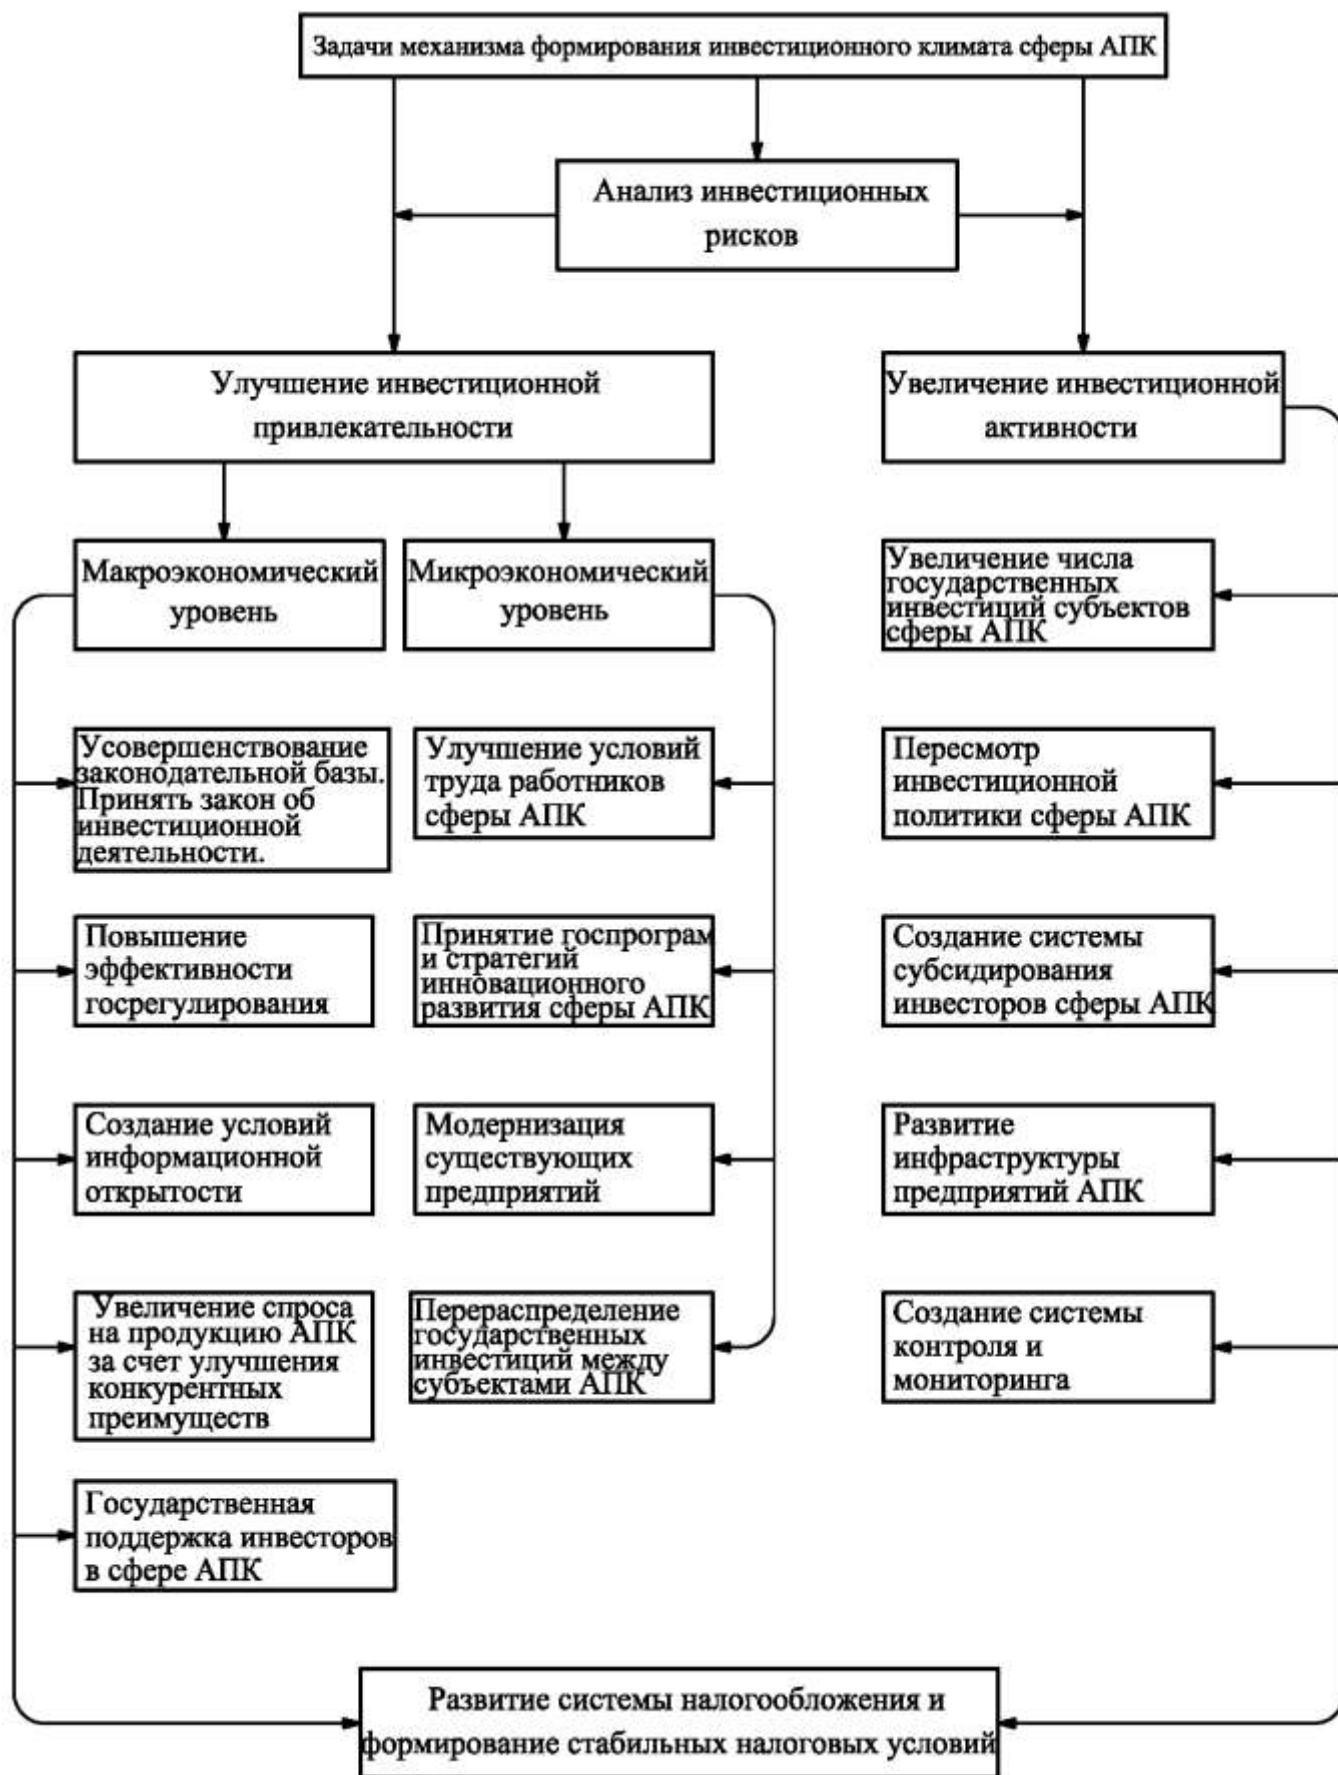 Задачи механизма формирования инвестиционного климата сферы АПК
Анализ инвестиционных
рисков
Улучшение инвестиционной
привлекательности
Увеличение инвестиционной
активности
Макроэкономический
уровень
Микроэкономический
уровень
Увеличение числа
государственных
инвестиций субъектов
сферы АПК
Усовершенствование
законодательной базы.
Принять закон об
инвестиционной
деятельности.
Улучшение условий
труда работников
сферы АПК
Пересмотр
инвестиционной
политики сферы АПК
Повышение
эффективности
госрегулирования
Принятие госпрограм
и стратегий
инновационного
развития сферы АПК
Создание системы
субсидирования
инвесторов сферы АПК
Создание условий
информационной
открытости
Модернизация
существующих
предприятий
Развитие
инфраструктуры
предприятий АПК
Увеличение спроса
на продукцию АПК
за счет улучшения
конкурентных
преимуществ
Перераспределение
государственных
инвестиций между
субъектами АПК
Создание системы
контроля и
мониторинга
Государственная
поддержка инвесторов
в сфере АПК
Развитие системы налогообложения и
формирование стабильных налоговых условий